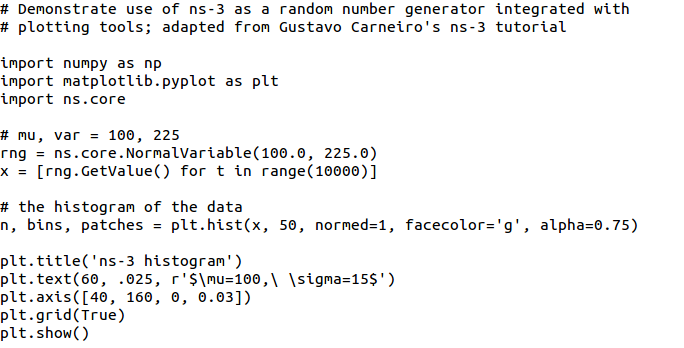 # Demonstrate use of ns-3 as a random number generator integrated with
# plotting tools; adapted from Gustavo Carneiro's ns-3 tutorial
import numpy as np
import matplotlib.pyplot as plt
import ns.core
# mu, var = 100, 225
rng = ns.core.NormalVariable(100.0, 225.0)
x = [rng.GetValue() for t in range(10000)]
# the histogram of the data
n, bins, patches = plt.hist(x, 50, normed=1, facecolor='g', alpha=0.75)
plt.title('ns-3 histogram')
plt.text(60, .025, r'$\mu=100,\ \sigma=15$')
plt.axis([40, 160, 0, 0.03])
plt.grid(True)
plt.show()